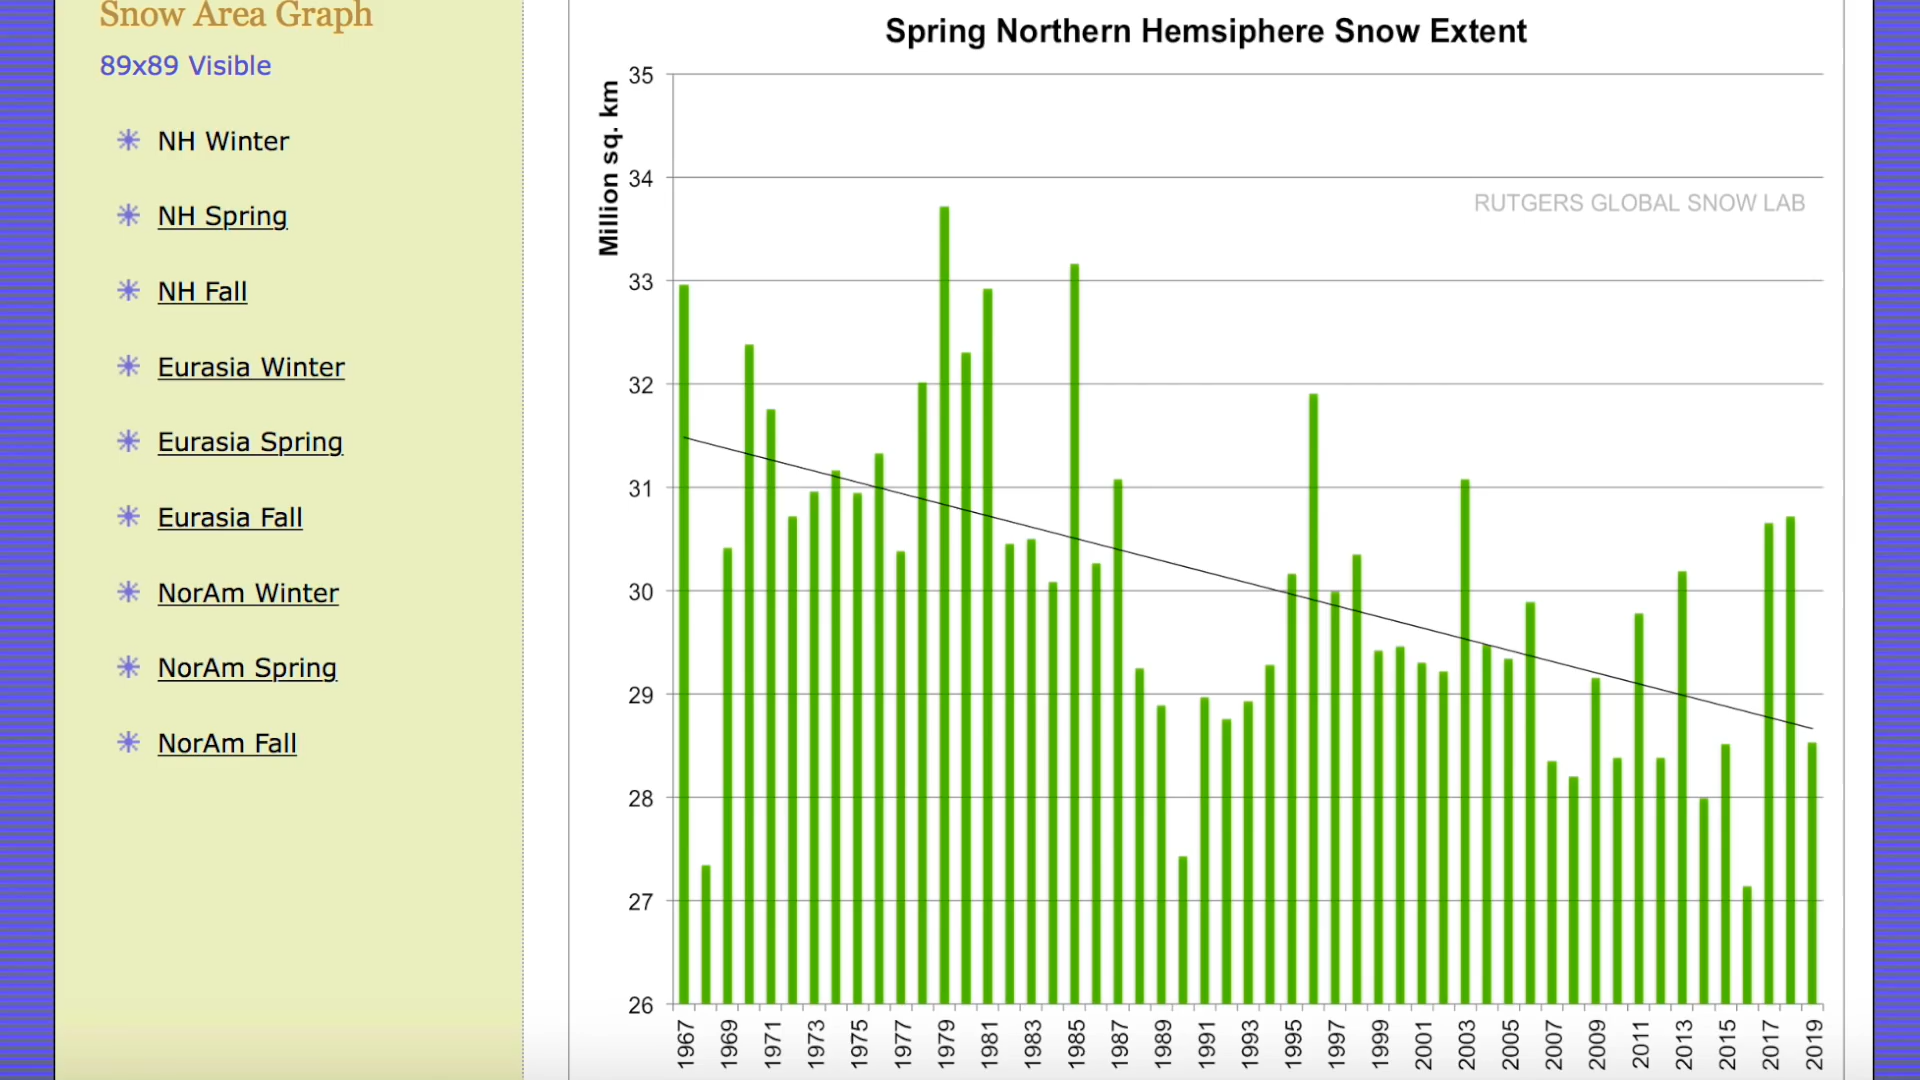 Snow Area Graph
89x89 Visible
NH Winter
NH Spring
NH Fall
Eurasia Winter
Eurasia Spring
Eurasia Fall
NorAm Winter
NorAm Spring
NorAm Fall
Spring Northern Hemsiphere Snow Extent
Million sq. km
35
34
33
32
31
30
29
28
27
26
RUTGERS GLOBAL SNOW LAB
1967
1969
1971
1973
1975
1977
1979
1981
1983
1985
1987
1989
1991
1993
1995
1997
1999
2001
2003
2005
2007
2009
2011
2013
2015
2017
2019